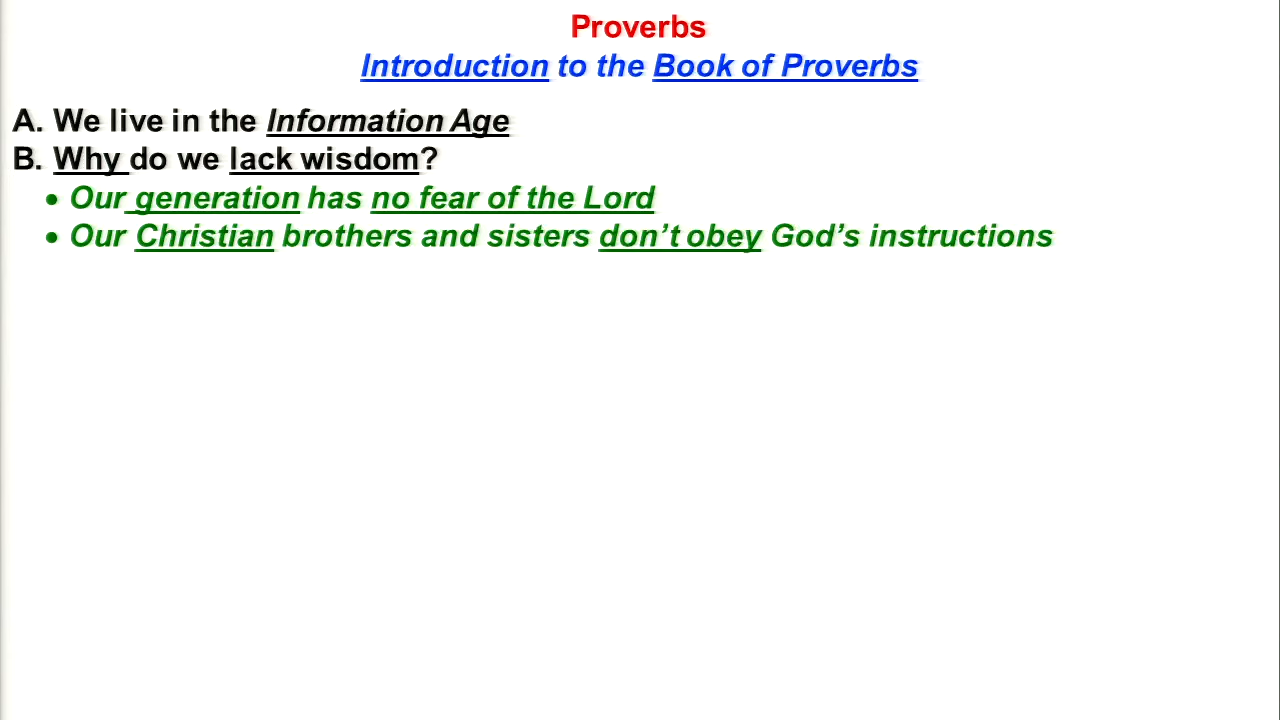 Proverbs
Introduction to the Book of Proverbs
A. We live in the Information Age
B. Why do we lack wisdom?
• Our generation has no fear of the Lord
• Our Christian brothers and sisters don’t obey God’s instructions